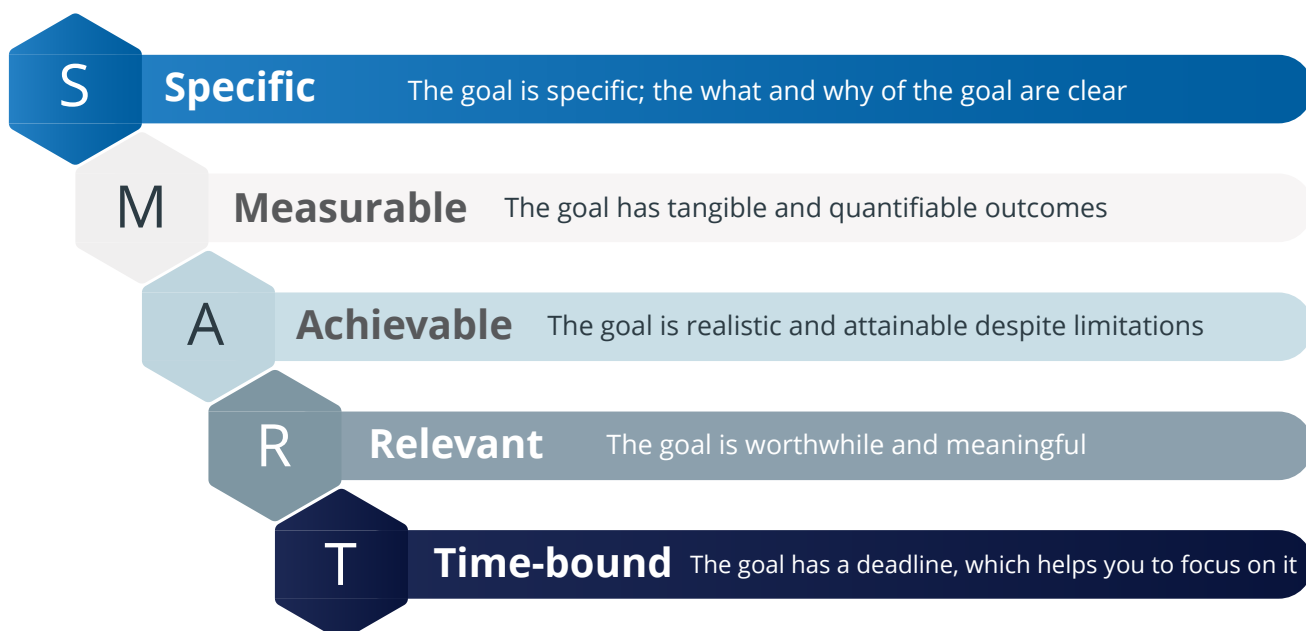 S Specific The goal is specific; the what and why of the goal are clear
M Measurable The goal has tangible and quantifiable outcomes
A Achievable The goal is realistic and attainable despite limitations
R Relevant The goal is worthwhile and meaningful
T Time-bound The goal has a deadline, which helps you to focus on it